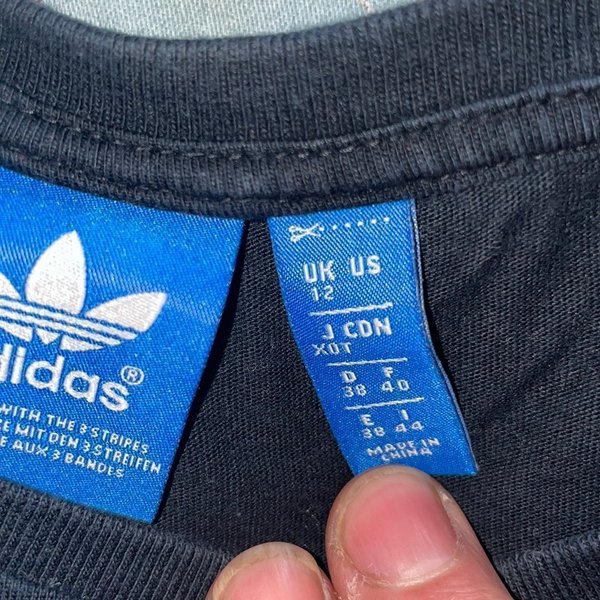 adidas®
WITH THE 3 STRIPES
KE MIT DEN 3 STREIFEN
E AUX 3 BANDES
UK US
12
J CDN
XOT
D F
38 40
E I
38 44
MADE IN
CHINA